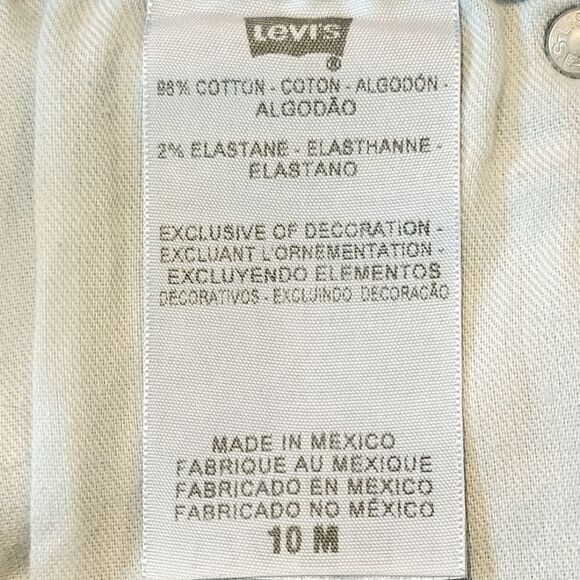 Levi's
®
98% COTTON - COTON - ALGODÓN -
ALGODÃO
2% ELASTANE - ELASTHANNE -
ELASTANO
EXCLUSIVE OF DECORATION -
EXCLUANT L'ORNEMENTATION -
EXCLUYENDO ELEMENTOS
DECORATIVOS - EXCLUINDO DECORAÇÃO
MADE IN MEXICO
FABRIQUE AU MEXIQUE
FABRICADO EN MEXICO
FABRICADO NO MÉXICO
10 M